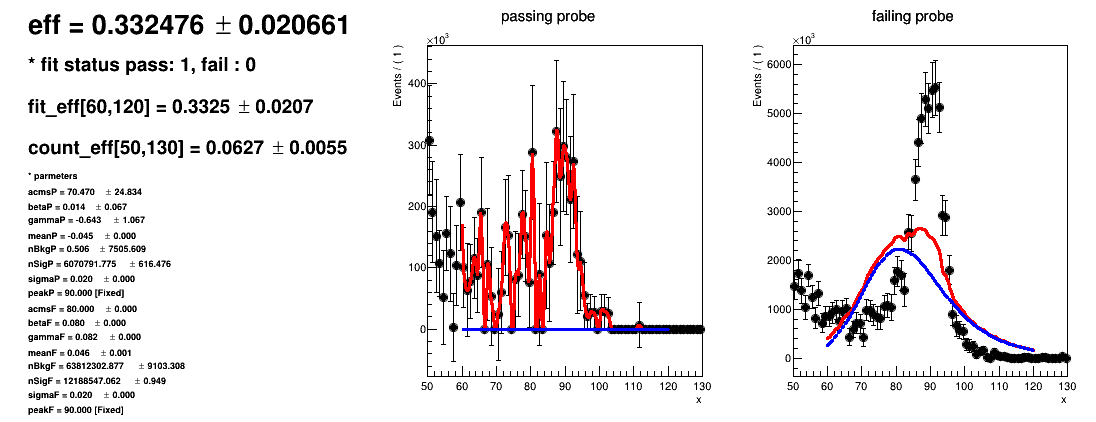 eff = 0.332476 ± 0.020661
* fit status pass: 1, fail : 0
fit_eff[60,120] = 0.3325 ± 0.0207
count_eff[50,130] = 0.0627 ± 0.0055
* parmeters
acmsP = 70.470 ± 24.834
betaP = 0.014 ± 0.067
gammaP = -0.643 ± 1.067
meanP = -0.045 ± 0.000
nBkgP = 0.506 ± 7505.609
nSigP = 6070791.775 ± 616.476
sigmaP = 0.020 ± 0.000
peakP = 90.000 [Fixed]
acmsF = 80.000 ± 0.000
betaF = 0.080 ± 0.000
gammaF = 0.082 ± 0.000
meanF = 0.046 ± 0.001
nBkgF = 63812302.877 ± 9103.308
nSigF = 12188547.062 ± 0.949
sigmaF = 0.020 ± 0.000
peakF = 90.000 [Fixed]
passing probe
×10³
Events / ( 1 )
400
300
200
100
0
50 60 70 80 90 100 110 120 130
x
failing probe
×10³
Events / ( 1 )
6000
5000
4000
3000
2000
1000
0
50 60 70 80 90 100 110 120 130
x